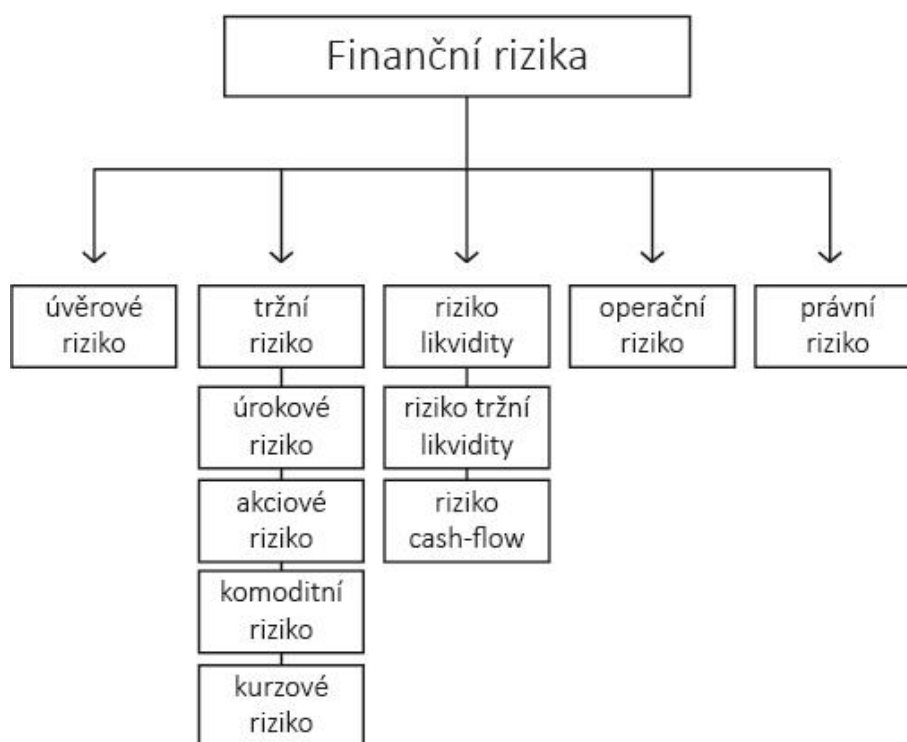 Finanční rizika
úvěrové
riziko
tržní
riziko
riziko
likvidity
operační
riziko
právní
riziko
úrokové
riziko
riziko tržní
likvidity
akciové
riziko
riziko
cash-flow
komoditní
riziko
kurzové
riziko